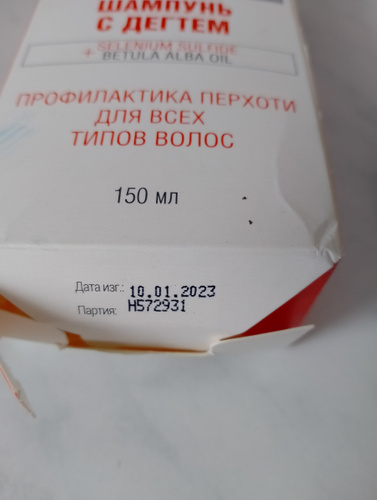 ШАМПУНЬ
С ДЕГТЕМ
SELENIUM SULFIDE
+ BETULA ALBA OIL
ПРОФИЛАКТИКА ПЕРХОТИ
ДЛЯ ВСЕХ
ТИПОВ ВОЛОС
150 МЛ
Дата изг.: 10.01.2023
Партия: H572931